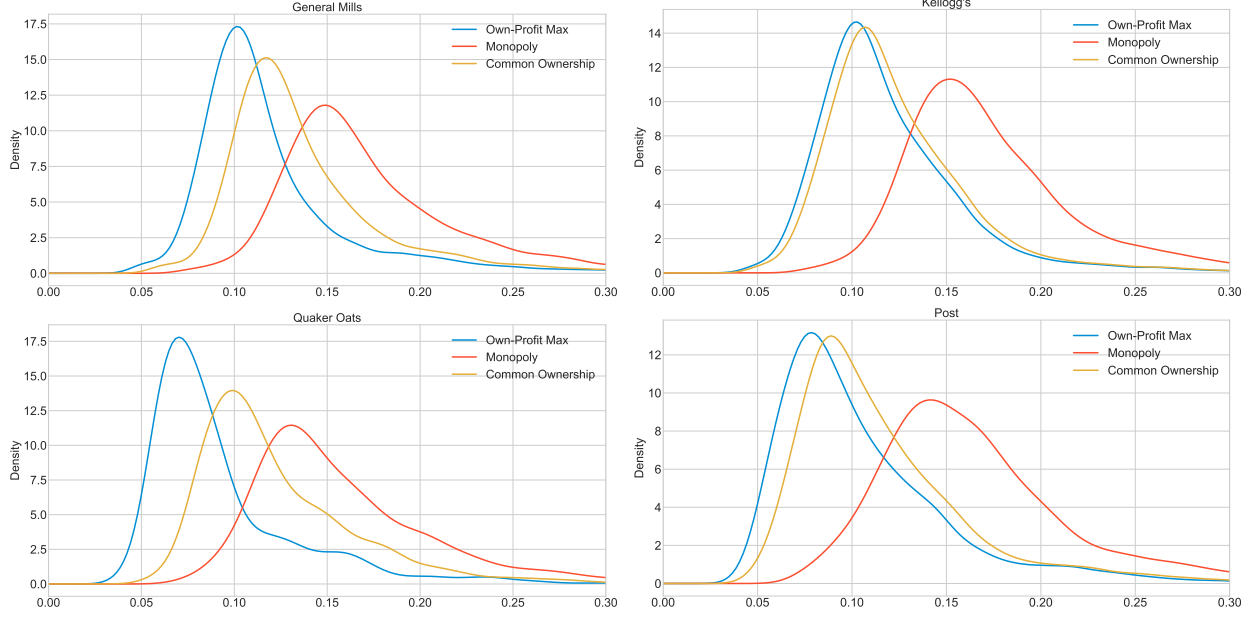 General Mills
17.5
15.0
12.5
10.0
7.5
5.0
2.5
0.0
Density
0.00 0.05 0.10 0.15 0.20 0.25 0.30
Own-Profit Max
Monopoly
Common Ownership
Kellogg's
14
12
10
8
6
4
2
0
Density
0.00 0.05 0.10 0.15 0.20 0.25 0.30
Own-Profit Max
Monopoly
Common Ownership
Quaker Oats
17.5
15.0
12.5
10.0
7.5
5.0
2.5
0.0
Density
0.00 0.05 0.10 0.15 0.20 0.25 0.30
Own-Profit Max
Monopoly
Common Ownership
Post
12
10
8
6
4
2
0
Density
0.00 0.05 0.10 0.15 0.20 0.25 0.30
Own-Profit Max
Monopoly
Common Ownership